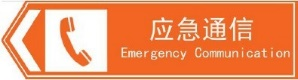 应急通信
Emergency Communication